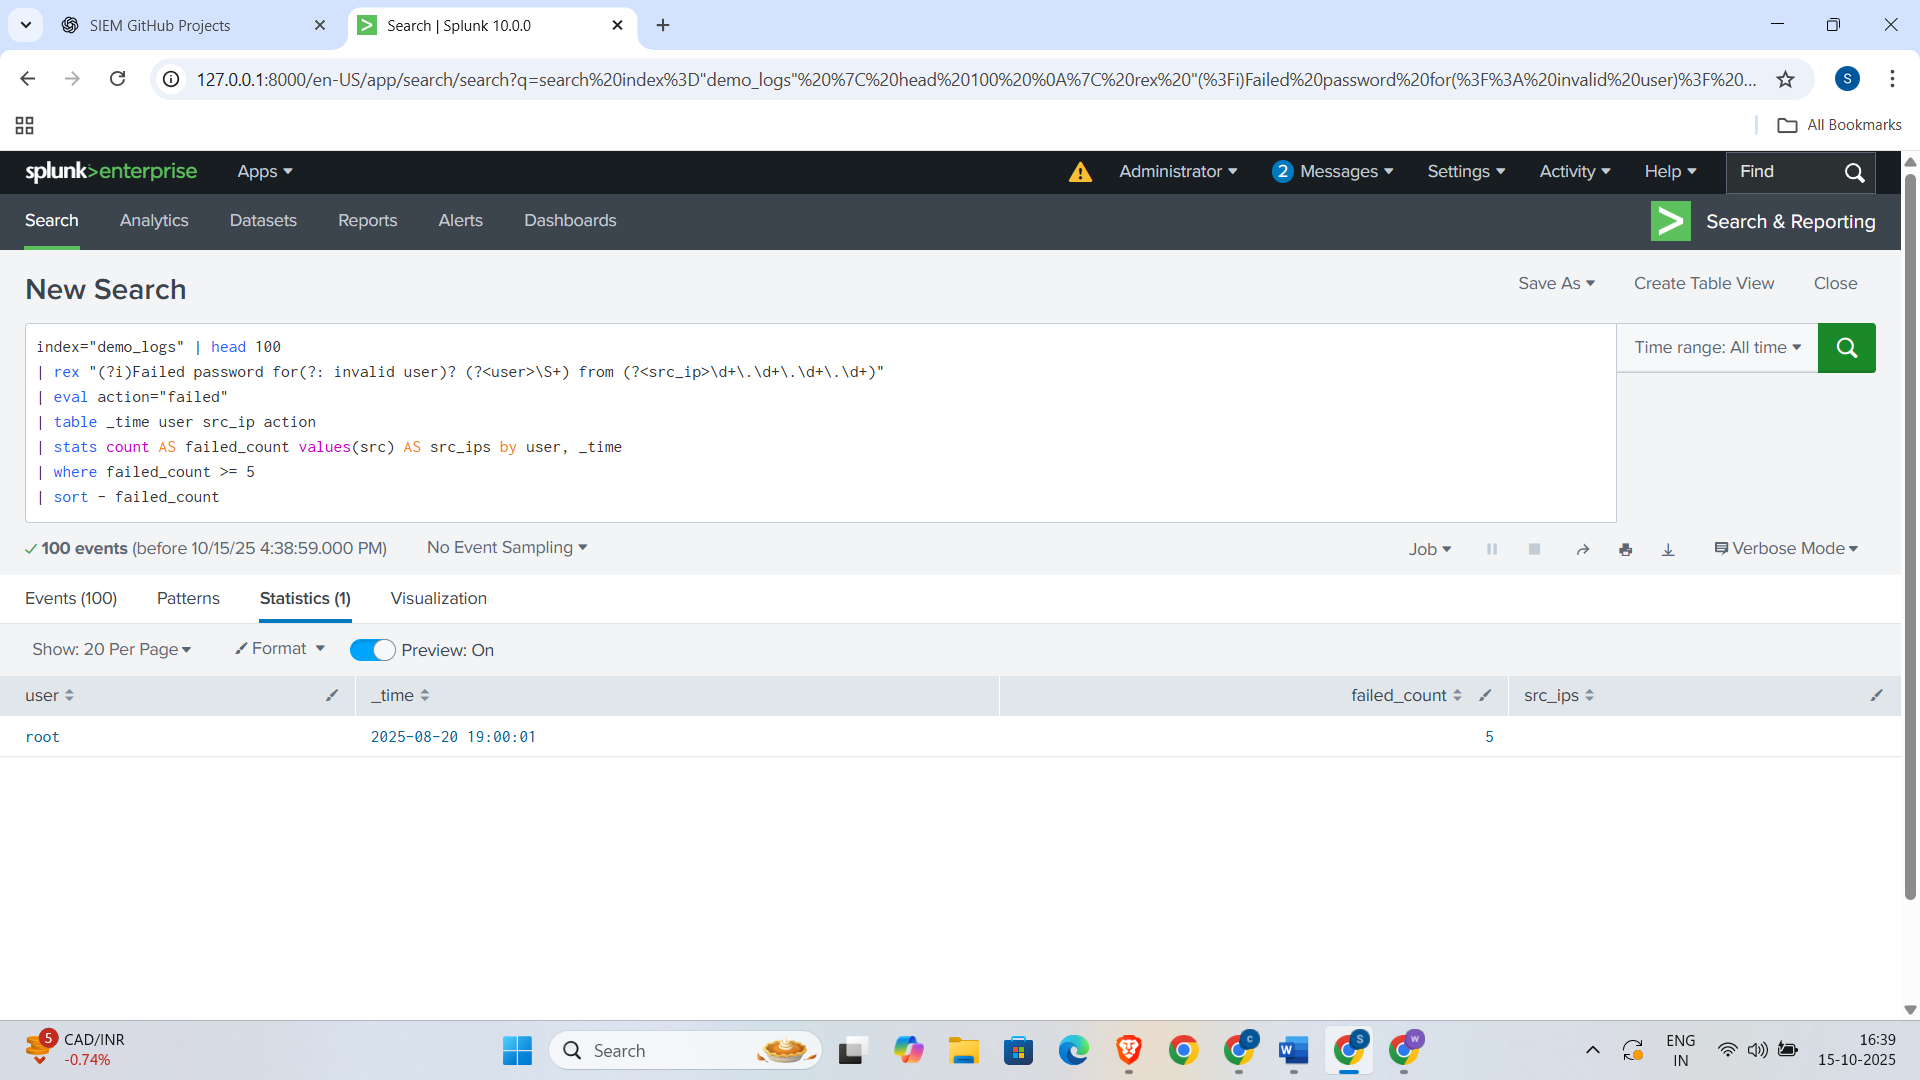 SIEM GitHub Projects
Search | Splunk 10.0.0
127.0.0.1:8000/en-US/app/search/search?q=search%20index%3D"demo_logs"%20%7C%20head%20100%20%0A%7C%20rex%20"(%3Fi)Failed%20password%20for(%3F%3A%20invalid%20user)%3F%20...
S
All Bookmarks
splunk>enterprise Apps Administrator 2 Messages Settings Activity Help Find
Search Analytics Datasets Reports Alerts Dashboards Search & Reporting
New Search Save As Create Table View Close
index="demo_logs" | head 100
| rex "(?i)Failed password for(?: invalid user)? (?<user>\S+) from (?<src_ip>\d+\.\d+\.\d+\.\d+)"
| eval action="failed"
| table _time user src_ip action
| stats count AS failed_count values(src) AS src_ips by user, _time
| where failed_count >= 5
| sort - failed_count
Time range: All time
100 events (before 10/15/25 4:38:59.000 PM) No Event Sampling Job Verbose Mode
Events (100) Patterns Statistics (1) Visualization
Show: 20 Per Page Format Preview: On
user _time failed_count src_ips
root 2025-08-20 19:00:01 5
5 CAD/INR
-0.74%
Search
C
W
S
W
ENG
IN
16:39
15-10-2025